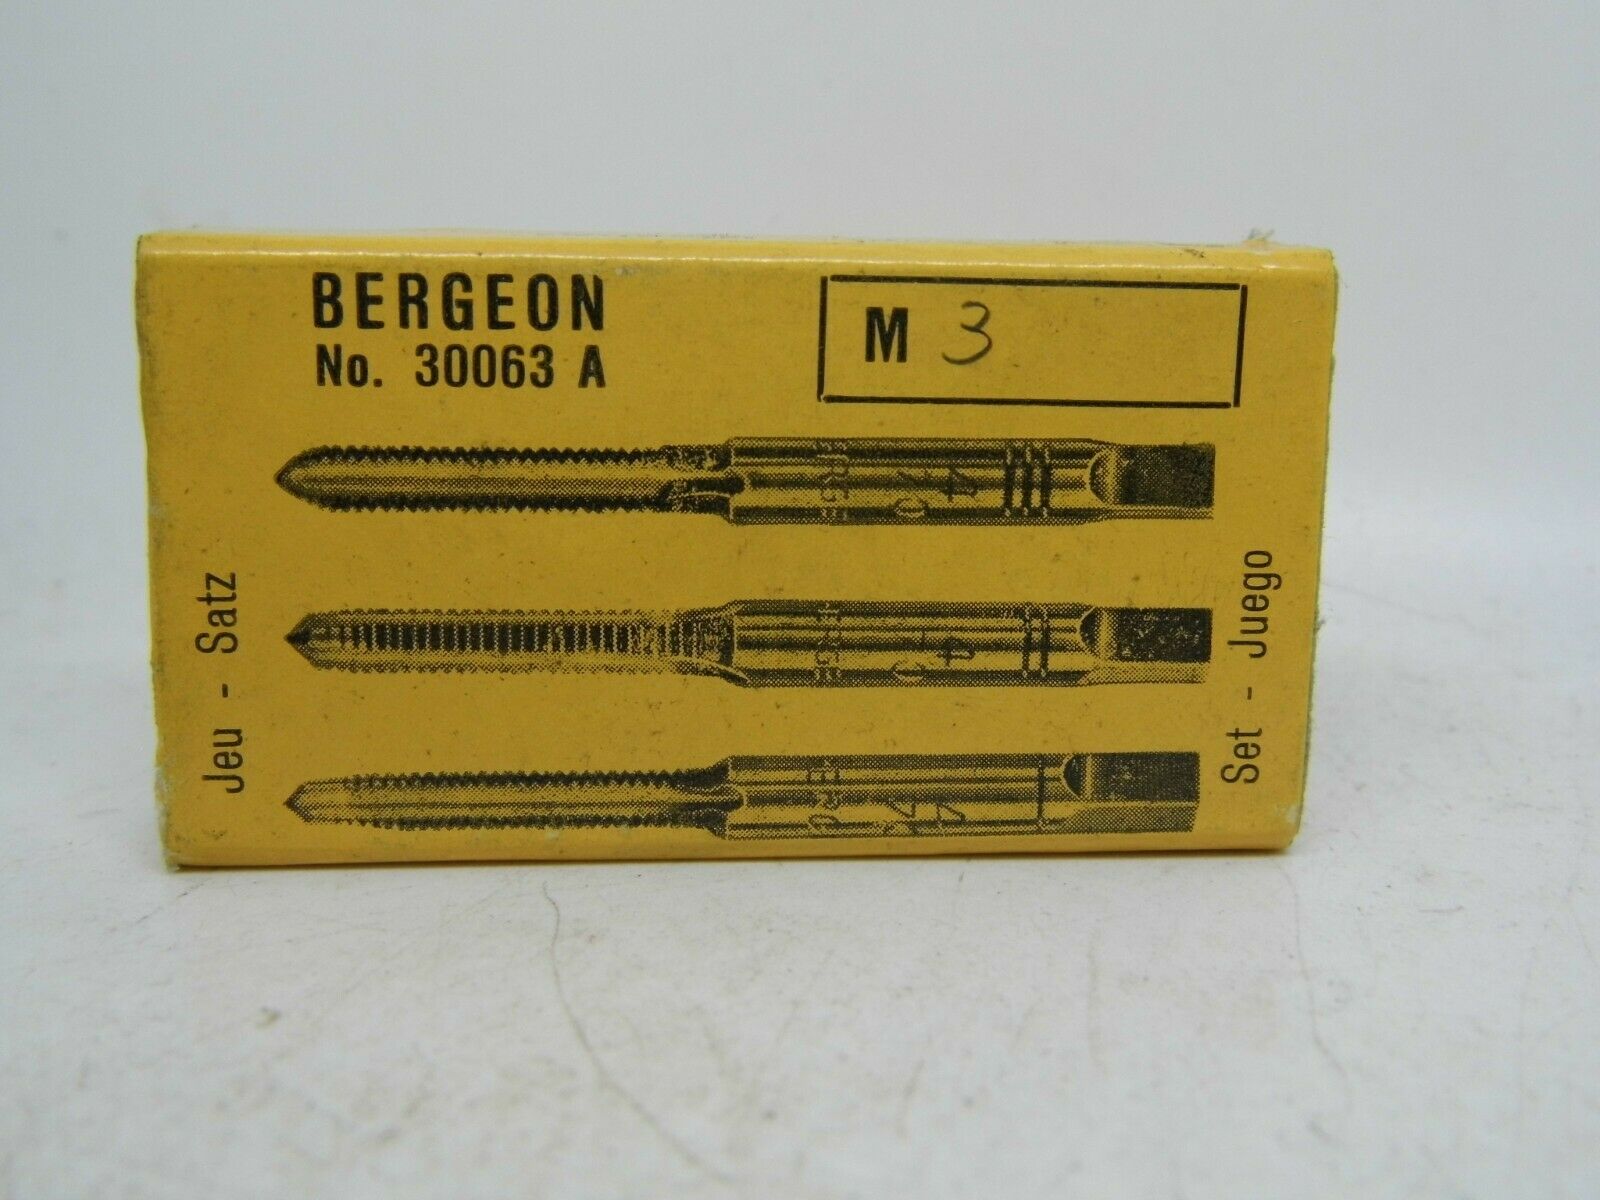 BERGEON
No. 30063 A
M 3
Jeu - Satz
Set - Juego